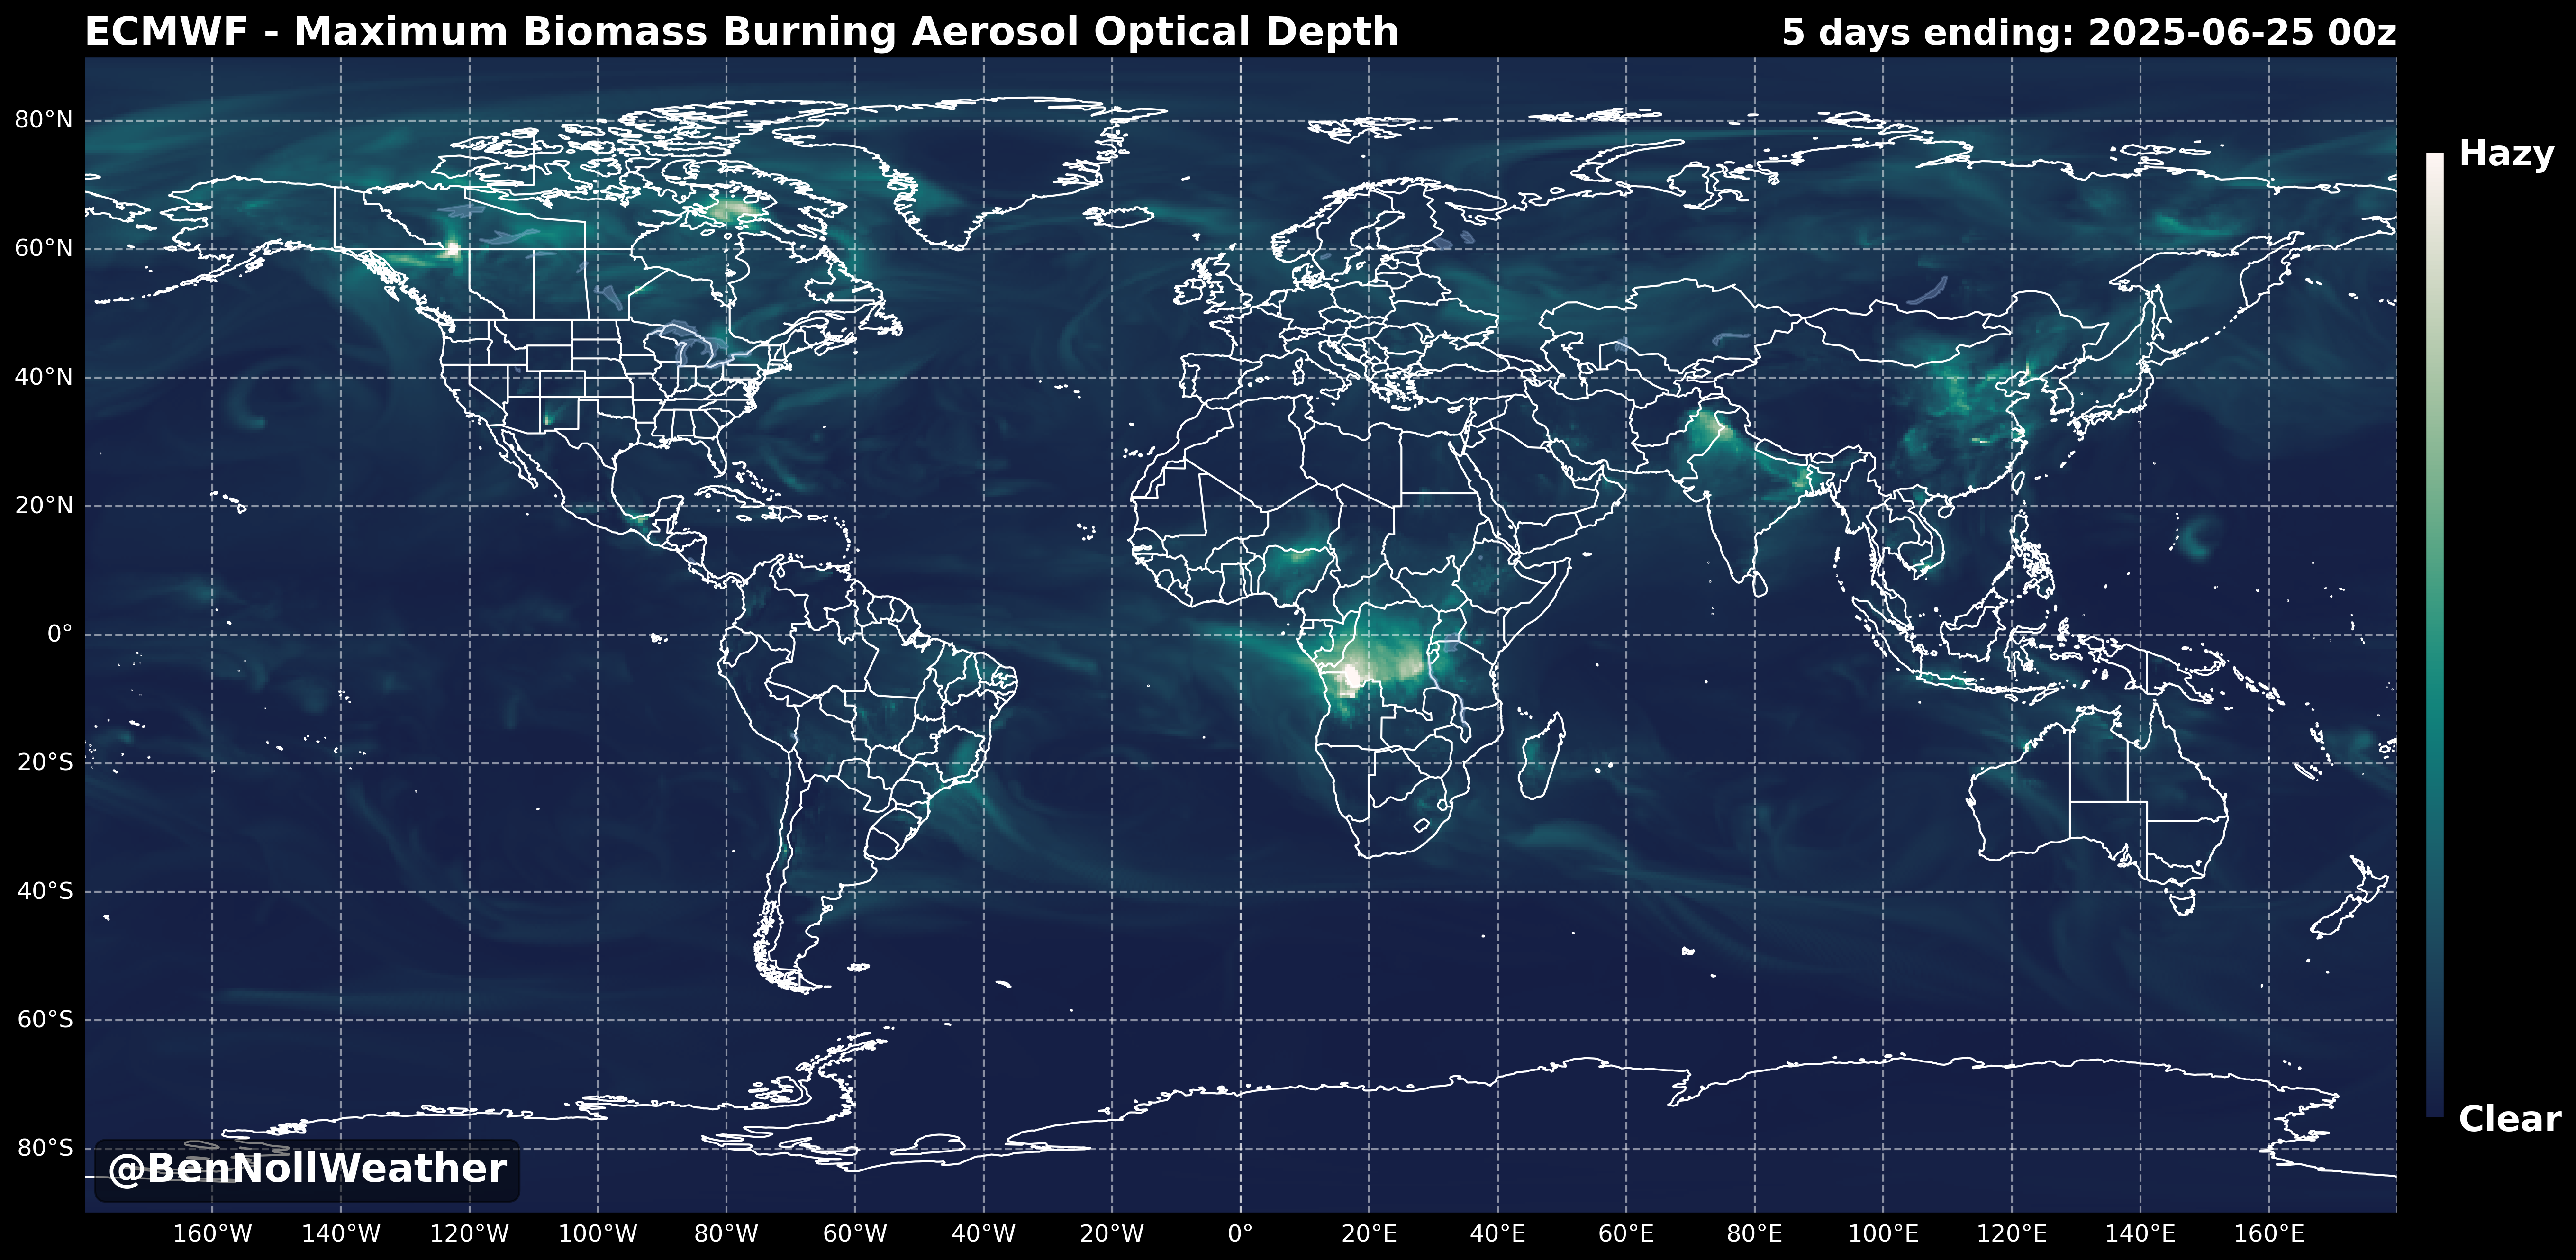 ECMWF - Maximum Biomass Burning Aerosol Optical Depth
5 days ending: 2025-06-25 00z
80°N
60°N
40°N
20°N
0°
20°S
40°S
60°S
80°S
Hazy
Clear
@BenNollWeather
160°W 140°W 120°W 100°W 80°W 60°W 40°W 20°W 0° 20°E 40°E 60°E 80°E 100°E 120°E 140°E 160°E